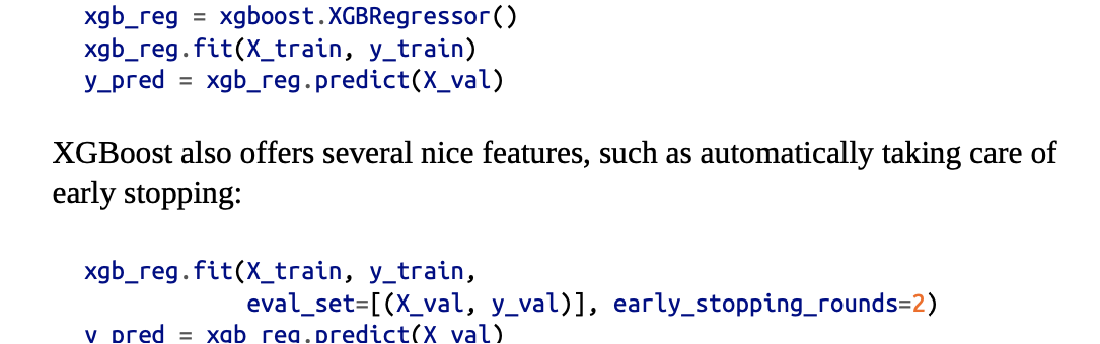 xgb_reg = xgboost.XGBRegressor()
xgb_reg.fit(X_train, y_train)
y_pred = xgb_reg.predict(X_val)
XGBoost also offers several nice features, such as automatically taking care of
early stopping:
xgb_reg.fit(X_train, y_train,
eval_set=[(X_val, y_val)], early_stopping_rounds=2)
y_pred = xgb_reg.predict(X_val)